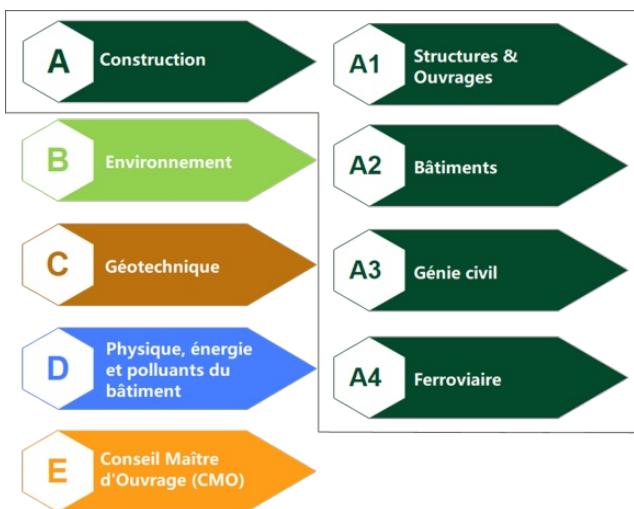 A
Construction
A1
Structures &
Ouvrages
B
Environnement
A2
Bâtiments
C
Géotechnique
A3
Génie civil
D
Physique, énergie
et polluants du
bâtiment
A4
Ferroviaire
E
Conseil Maître
d'Ouvrage (CMO)